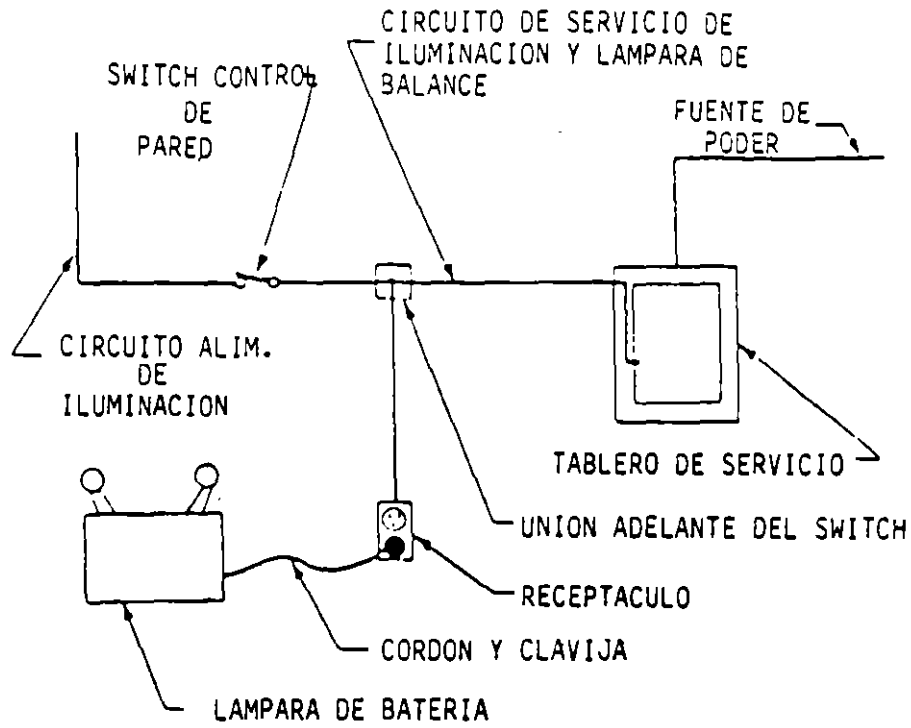 CIRCUITO DE SERVICIO DE
ILUMINACION Y LAMPARA DE
BALANCE
SWITCH CONTROL
DE
PARED
FUENTE DE
PODER
CIRCUITO ALIM.
DE
ILUMINACION
TABLERO DE SERVICIO
UNION ADELANTE DEL SWITCH
RECEPTACULO
CORDON Y CLAVIJA
LAMPARA DE BATERIA